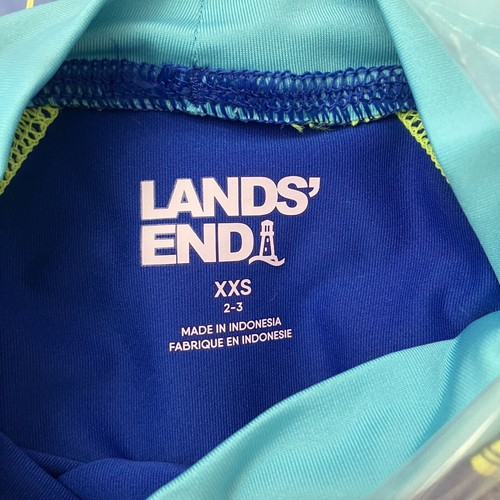 LANDS'
END
XXS
2-3
MADE IN INDONESIA
FABRIQUE EN INDONESIE